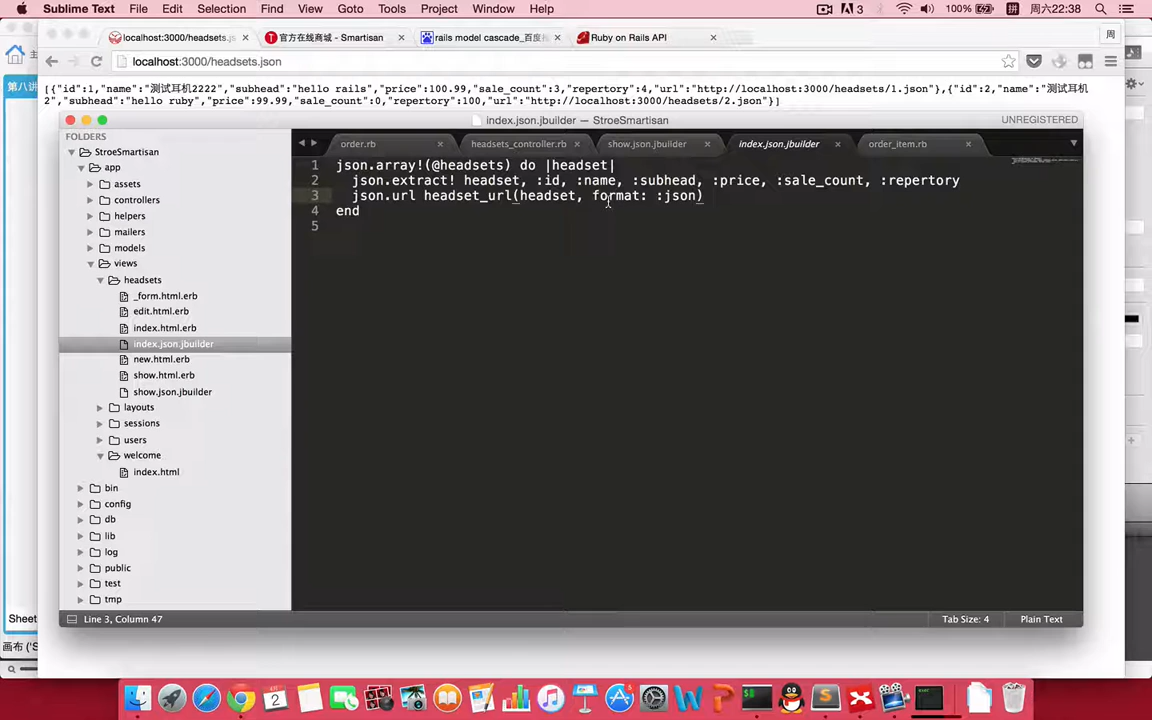 Sublime Text File Edit Selection Find View Goto Tools Project Window Help 3 100% 拼 周六22:38
localhost:3000/headsets.js 官方在线商城 - Smartisan rails model cascade_百度 Ruby on Rails API 周
localhost:3000/headsets.json
[{"id":1,"name":"测试耳机2222","subhead":"hello rails","price":100.99,"sale_count":3,"repertory":4,"url":"http://localhost:3000/headsets/1.json"},{"id":2,"name":"测试耳机
2","subhead":"hello ruby","price":99.99,"sale_count":0,"repertory":100,"url":"http://localhost:3000/headsets/2.json"}]
第八讲
index.json.jbuilder — StroeSmartisan UNREGISTERED
FOLDERS
order.rb headsets_controller.rb show.json.jbuilder index.json.jbuilder order_item.rb
StroeSmartisan
app
assets
controllers
helpers
mailers
models
views
headsets
_form.html.erb
edit.html.erb
index.html.erb
index.json.jbuilder
new.html.erb
show.html.erb
show.json.jbuilder
layouts
sessions
users
welcome
index.html
bin
config
db
lib
log
public
test
tmp
1 json.array!(@headsets) do |headset|
2 json.extract! headset, :id, :name, :subhead, :price, :sale_count, :repertory
3 json.url headset_url(headset, format: :json)
4 end
5
Line 3, Column 47 Tab Size: 4 Plain Text
Sheet
画布 ('S